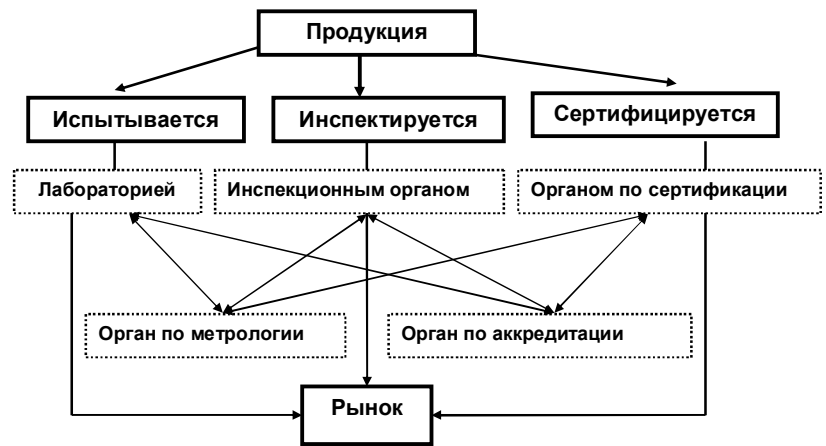 Продукция
Испытывается
Инспектируется
Сертифицируется
Лабораторией
Инспекционным органом
Органом по сертификации
Орган по метрологии
Орган по аккредитации
Рынок